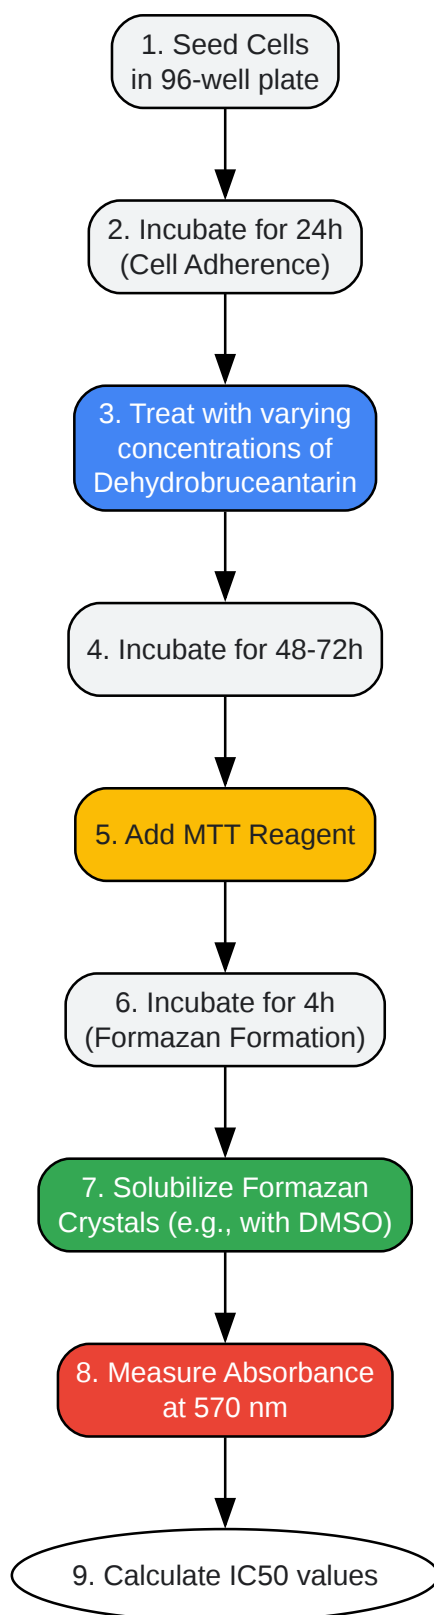 1. Seed Cells
in 96-well plate
2. Incubate for 24h
(Cell Adherence)
3. Treat with varying
concentrations of
Dehydrobruceantarin
4. Incubate for 48-72h
5. Add MTT Reagent
6. Incubate for 4h
(Formazan Formation)
7. Solubilize Formazan
Crystals (e.g., with DMSO)
8. Measure Absorbance
at 570 nm
9. Calculate IC50 values